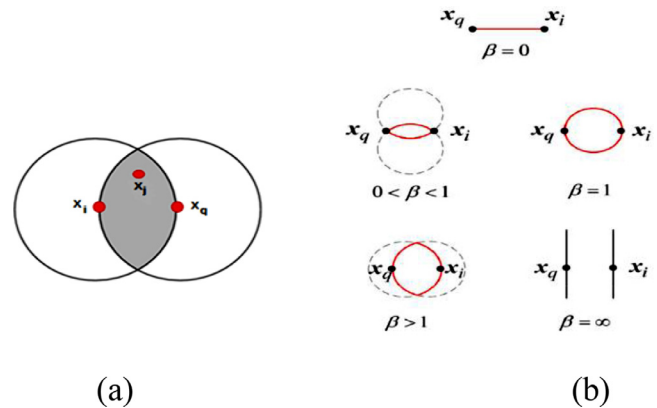 x_i
x_j
x_q
x_q x_i
β = 0
x_q x_i
0 < β < 1
x_q x_i
β = 1
x_q x_i
β > 1
x_q x_i
β = ∞
(a)
(b)